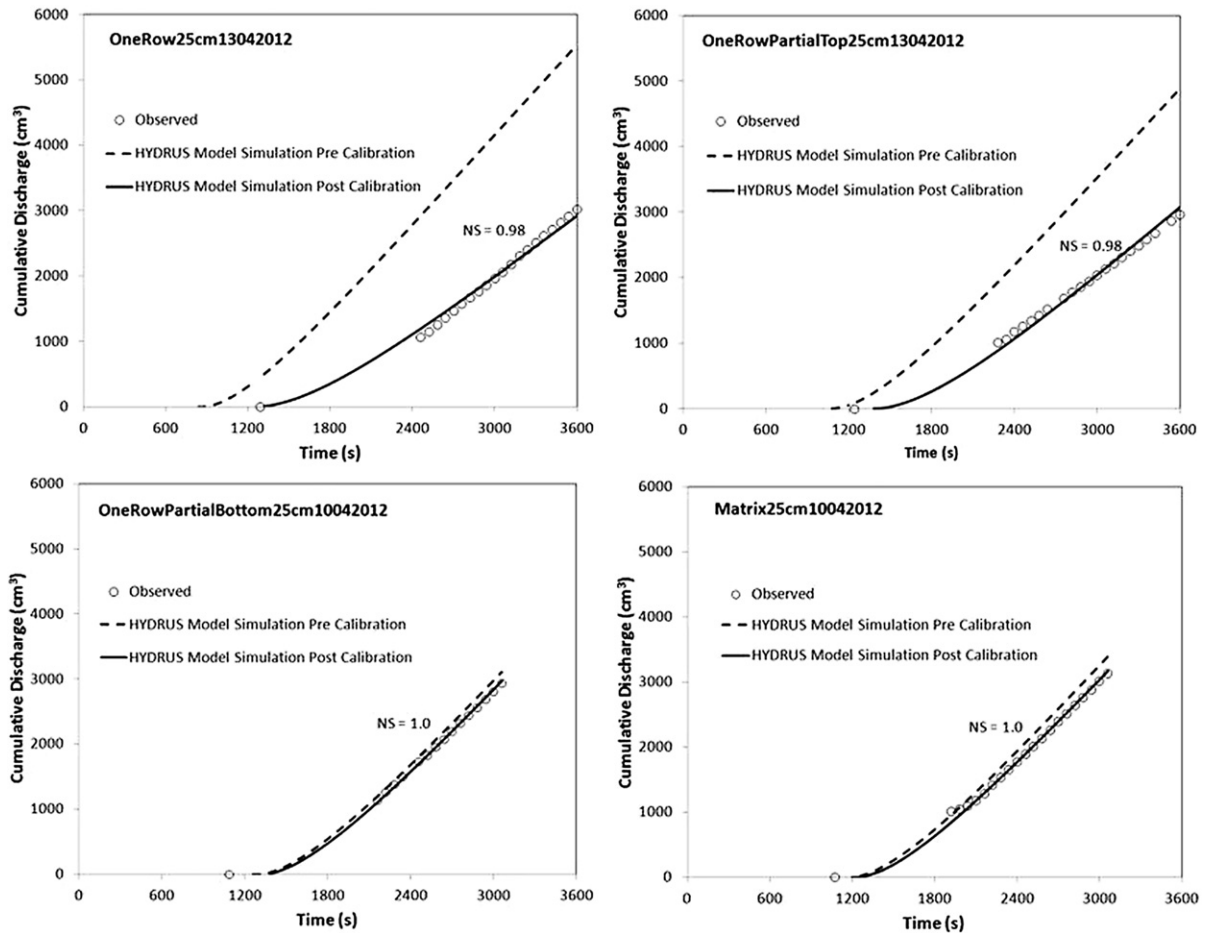 OneRow25cm13042012
Observed
HYDRUS Model Simulation Pre Calibration
HYDRUS Model Simulation Post Calibration
NS = 0.98
6000
5000
4000
3000
2000
1000
0
0 600 1200 1800 2400 3000 3600
Time (s)
Cumulative Discharge (cm³)
OneRowPartialTop25cm13042012
Observed
HYDRUS Model Simulation Pre Calibration
HYDRUS Model Simulation Post Calibration
NS = 0.98
6000
5000
4000
3000
2000
1000
0
0 600 1200 1800 2400 3000 3600
Time (s)
Cumulative Discharge (cm³)
OneRowPartialBottom25cm10042012
Observed
HYDRUS Model Simulation Pre Calibration
HYDRUS Model Simulation Post Calibration
NS = 1.0
6000
5000
4000
3000
2000
1000
0
0 600 1200 1800 2400 3000 3600
Time (s)
Cumulative Discharge (cm³)
Matrix25cm10042012
Observed
HYDRUS Model Simulation Pre Calibration
HYDRUS Model Simulation Post Calibration
NS = 1.0
6000
5000
4000
3000
2000
1000
0
0 600 1200 1800 2400 3000 3600
Time (s)
Cumulative Discharge (cm³)